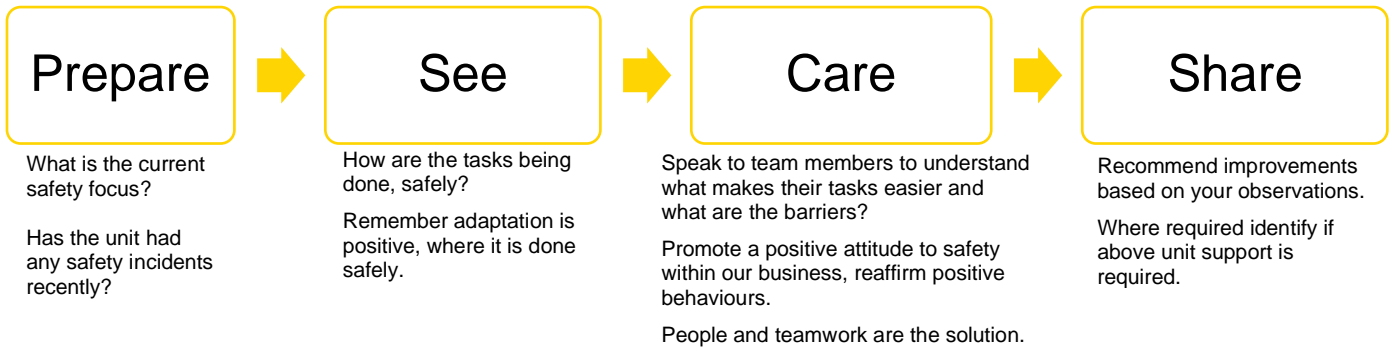 Prepare
What is the current
safety focus?
Has the unit had
any safety incidents
recently?
See
How are the tasks being
done, safely?
Remember adaptation is
positive, where it is done
safely.
Care
Speak to team members to understand
what makes their tasks easier and
what are the barriers?
Promote a positive attitude to safety
within our business, reaffirm positive
behaviours.
People and teamwork are the solution.
Share
Recommend improvements
based on your observations.
Where required identify if
above unit support is
required.